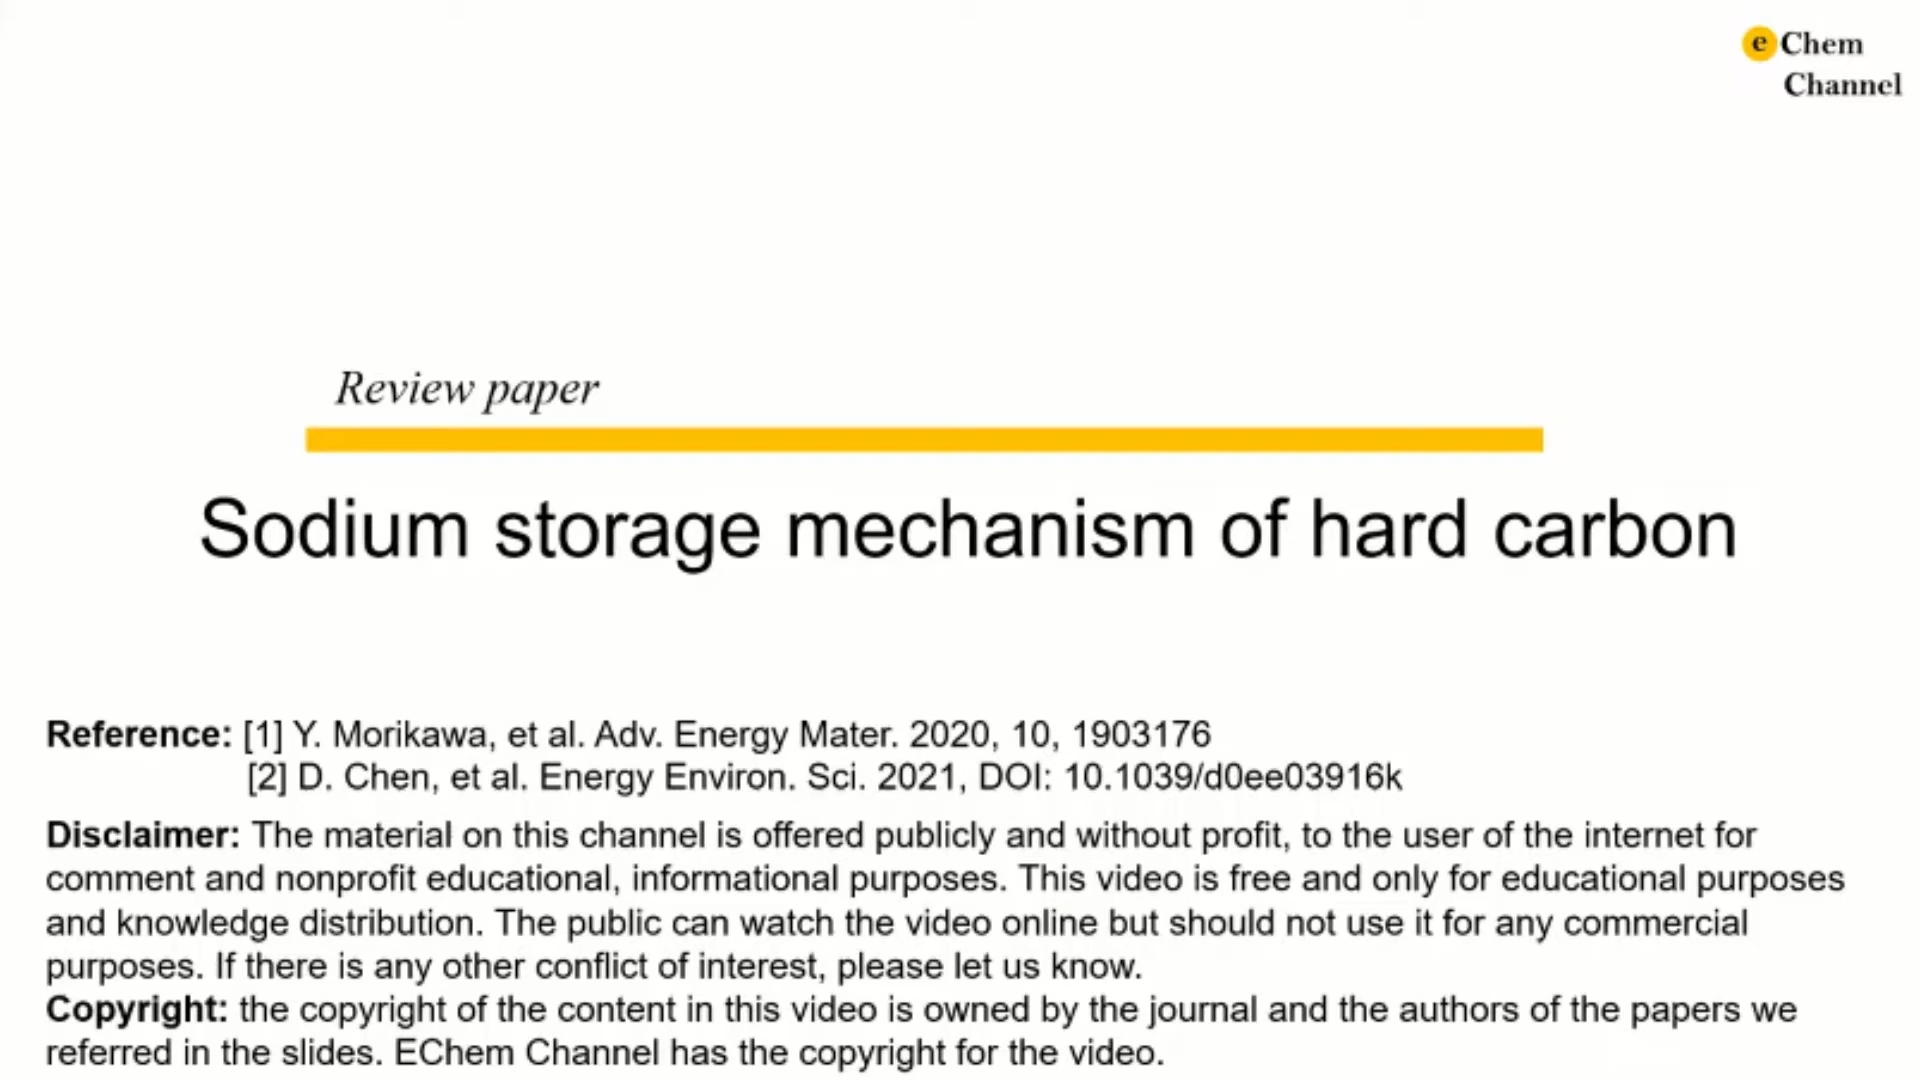 e Chem
Channel
Review paper
Sodium storage mechanism of hard carbon
Reference: [1] Y. Morikawa, et al. Adv. Energy Mater. 2020, 10, 1903176
[2] D. Chen, et al. Energy Environ. Sci. 2021, DOI: 10.1039/d0ee03916k
Disclaimer: The material on this channel is offered publicly and without profit, to the user of the internet for
comment and nonprofit educational, informational purposes. This video is free and only for educational purposes
and knowledge distribution. The public can watch the video online but should not use it for any commercial
purposes. If there is any other conflict of interest, please let us know.
Copyright: the copyright of the content in this video is owned by the journal and the authors of the papers we
referred in the slides. EChem Channel has the copyright for the video.